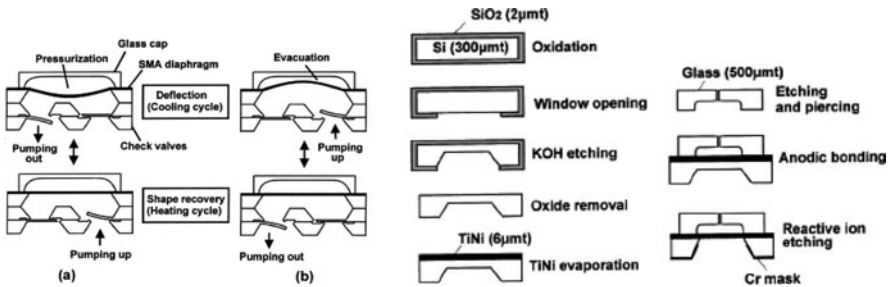 Glass cap
SMA diaphragm
Pressurization
Deflection
(Cooling cycle)
Pumping
out
Check valves
Shape recovery
(Heating cycle)
Pumping up
(a)
Evacuation
Pumping
up
Pumping out
(b)
SiO₂ (2μmt)
Si (300μmt)
Oxidation
Window opening
KOH etching
Oxide removal
TiNi (6μmt)
TiNi evaporation
Glass (500μmt)
Etching
and piercing
Anodic bonding
Reactive ion
etching
Cr mask